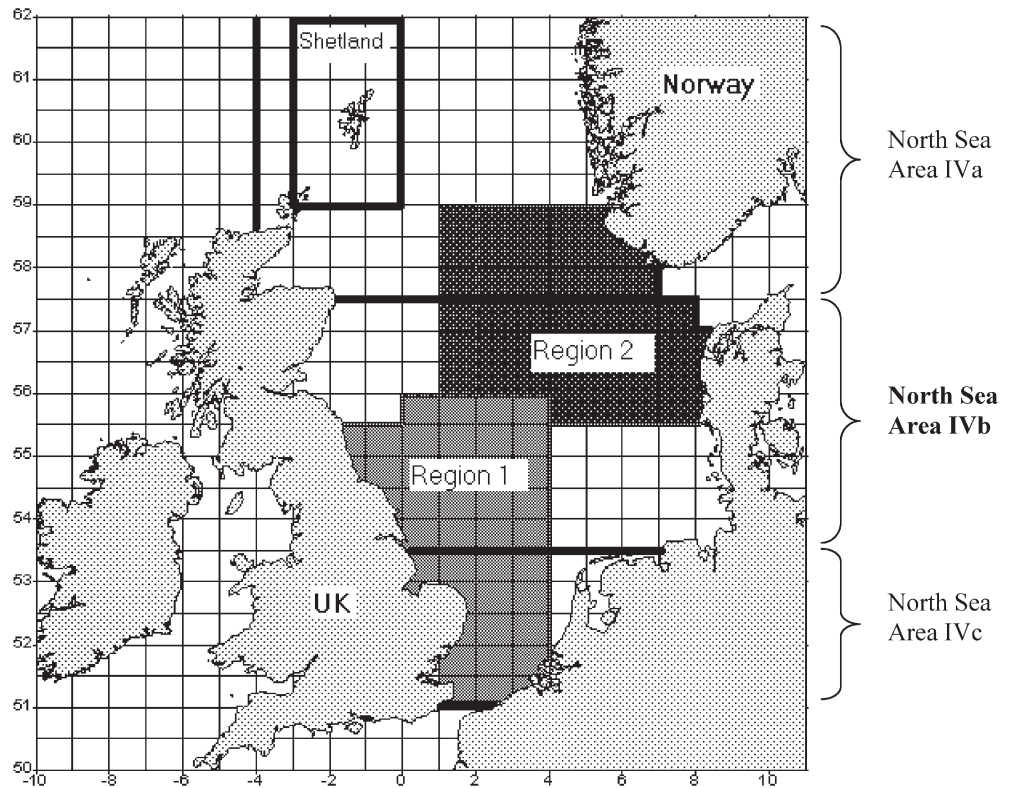 62
Shetland
61
Norway
60
North Sea
Area IVa
59
58
57
Region 2
56
North Sea
Area IVb
55
Region 1
54
53
UK
North Sea
Area IVc
52
51
50
-10 -8 -6 -4 -2 0 2 4 6 8 10